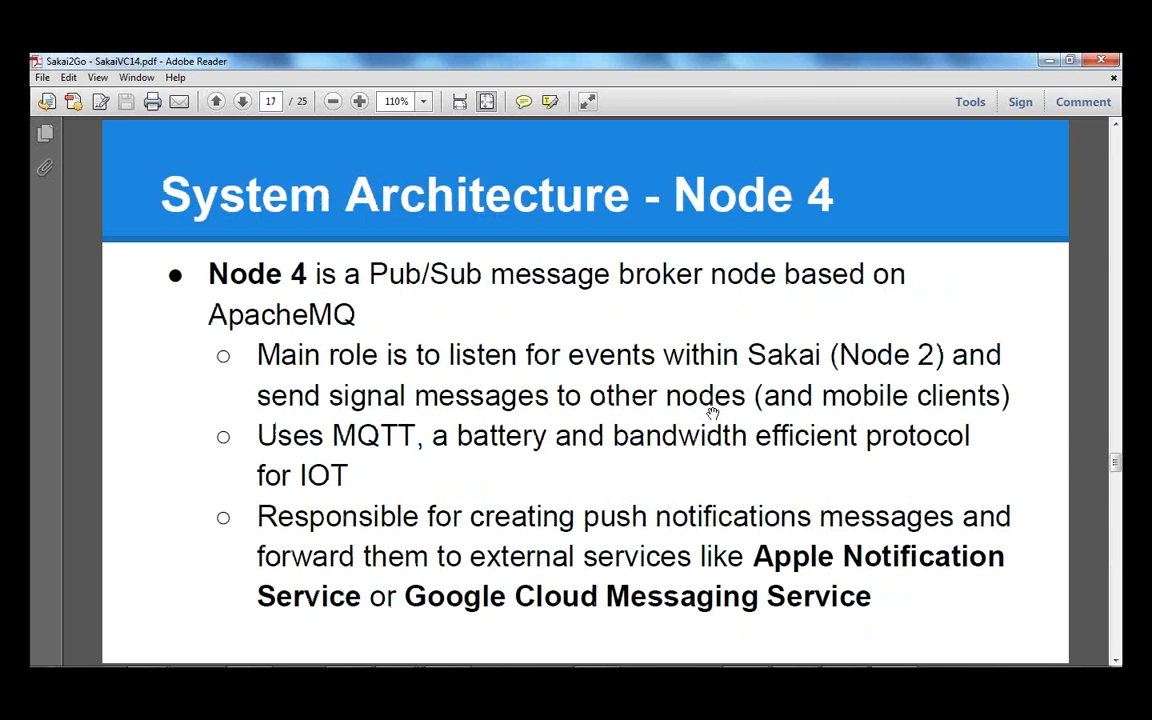 Sakai2Go - SakaiVC14.pdf - Adobe Reader
File Edit View Window Help
17 / 25 110% Tools Sign Comment
System Architecture - Node 4
● Node 4 is a Pub/Sub message broker node based on
ApacheMQ
○ Main role is to listen for events within Sakai (Node 2) and
send signal messages to other nodes (and mobile clients)
○ Uses MQTT, a battery and bandwidth efficient protocol
for IOT
○ Responsible for creating push notifications messages and
forward them to external services like Apple Notification
Service or Google Cloud Messaging Service